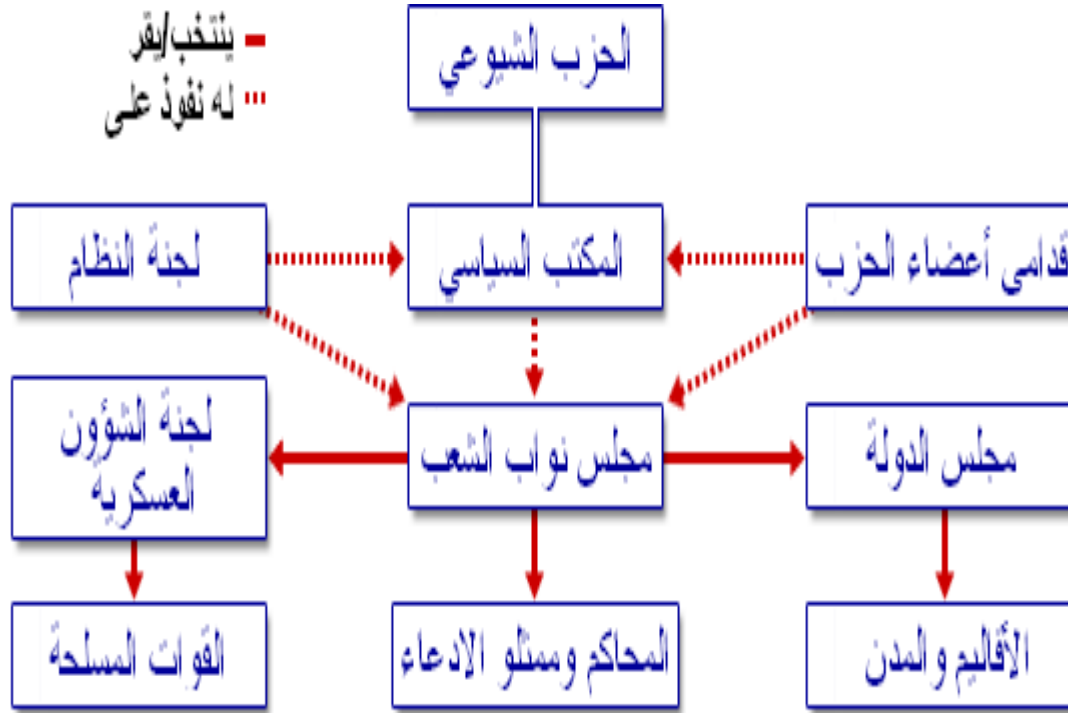 ينتخب/يقر
له نفوذ على
الحزب الشيوعي
قدامى أعضاء الحزب
المكتب السياسي
لجنة النظام
مجلس الدولة
مجلس نواب الشعب
لجنة الشؤون
العسكرية
الأقاليم والمدن
المحاكم وممثلو الادعاء
القوات المسلحة